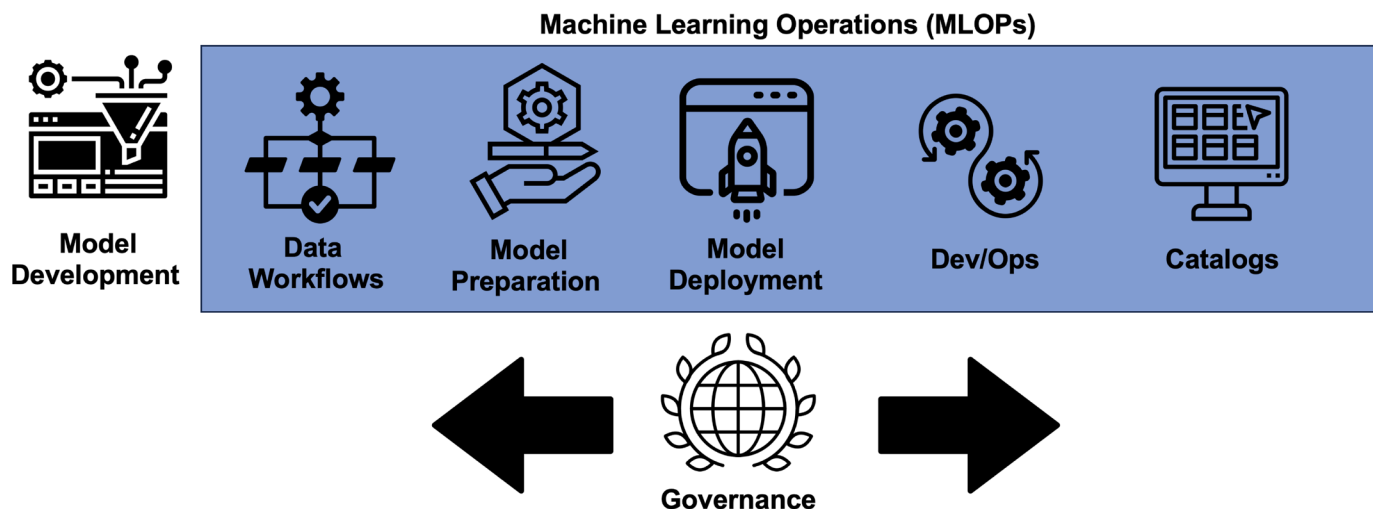 Machine Learning Operations (MLOPs)
Model
Development
Data
Workflows
Model
Preparation
Model
Deployment
Dev/Ops
Catalogs
Governance